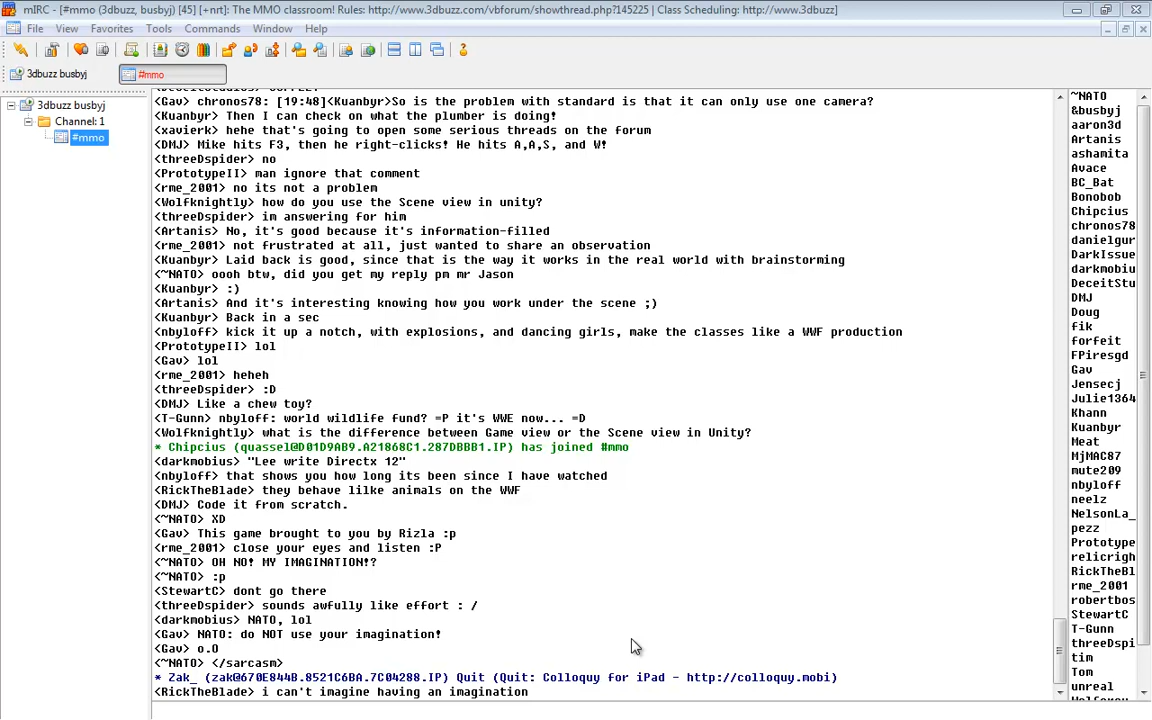 mIRC - [#mmo (3dbuzz, busbyj) [45] [+nrt]: The MMO classroom! Rules: http://www.3dbuzz.com/vbforum/showthread.php?145225 | Class Scheduling: http://www.3dbuzz]
File View Favorites Tools Commands Window Help
3dbuzz busbyj #mmo
3dbuzz busbyj
Channel: 1
#mmo
<Gav> chronos78: [19:48]<Kuanbyr>So is the problem with standard is that it can only use one camera?
<Kuanbyr> Then I can check on what the plumber is doing!
<xavierk> hehe that's going to open some serious threads on the forum
<DMJ> Mike hits F3, then he right-clicks! He hits A,A,S, and W!
<threeDspider> no
<PrototypeII> man ignore that comment
<rme_2001> no its not a problem
<Wolfknightly> how do you use the Scene view in unity?
<threeDspider> im answering for him
<Artanis> No, it's good because it's information-filled
<rme_2001> not frustrated at all, just wanted to share an observation
<Kuanbyr> Laid back is good, since that is the way it works in the real world with brainstorming
<~NATO> oooh btw, did you get my reply pm mr Jason
<Kuanbyr> :)
<Artanis> And it's interesting knowing how you work under the scene ;)
<Kuanbyr> Back in a sec
<nbyloff> kick it up a notch, with explosions, and dancing girls, make the classes like a WWF production
<PrototypeII> lol
<Gav> lol
<rme_2001> heheh
<threeDspider> :D
<DMJ> Like a chew toy?
<T-Gunn> nbyloff: world wildlife fund? =P it's WWE now... =D
<Wolfknightly> what is the difference between Game view or the Scene view in Unity?
* Chipcius (quassel@D01D9AB9.A21868C1.287DBBB1.IP) has joined #mmo
<darkmobius> "Lee write Directx 12"
<nbyloff> that shows you how long its been since I have watched
<RickTheBlade> they behave lilke animals on the WWF
<DMJ> Code it from scratch.
<~NATO> XD
<Gav> This game brought to you by Rizla :p
<rme_2001> close your eyes and listen :P
<~NATO> OH NO! MY IMAGINATION!?
<~NATO> :p
<StewartC> dont go there
<threeDspider> sounds awfully like effort : /
<darkmobius> NATO, lol
<Gav> NATO: do NOT use your imagination!
<Gav> o.O
<~NATO> </sarcasm>
* Zak_ (zak@670E844B.8521C6BA.7C04288.IP) Quit (Quit: Colloquy for iPad - http://colloquy.mobi)
<RickTheBlade> i can't imagine having an imagination
~NATO
&busbyj
aaron3d
Artanis
ashamita
Avace
BC_Bat
Bonobob
Chipcius
chronos78
danielgur
DarkIssue
darkmobiu
DeceitStu
DMJ
Doug
fik
forfeit
FPiresgd
Gav
Jensecj
Julie1364
Khann
Kuanbyr
Meat
MjMAC87
mute209
nbyloff
neelz
NelsonLa_
pezz
Prototype
relicrigh
RickTheBl
rme_2001
robertbos
StewartC
T-Gunn
threeDspi
tim
Tom
unreal